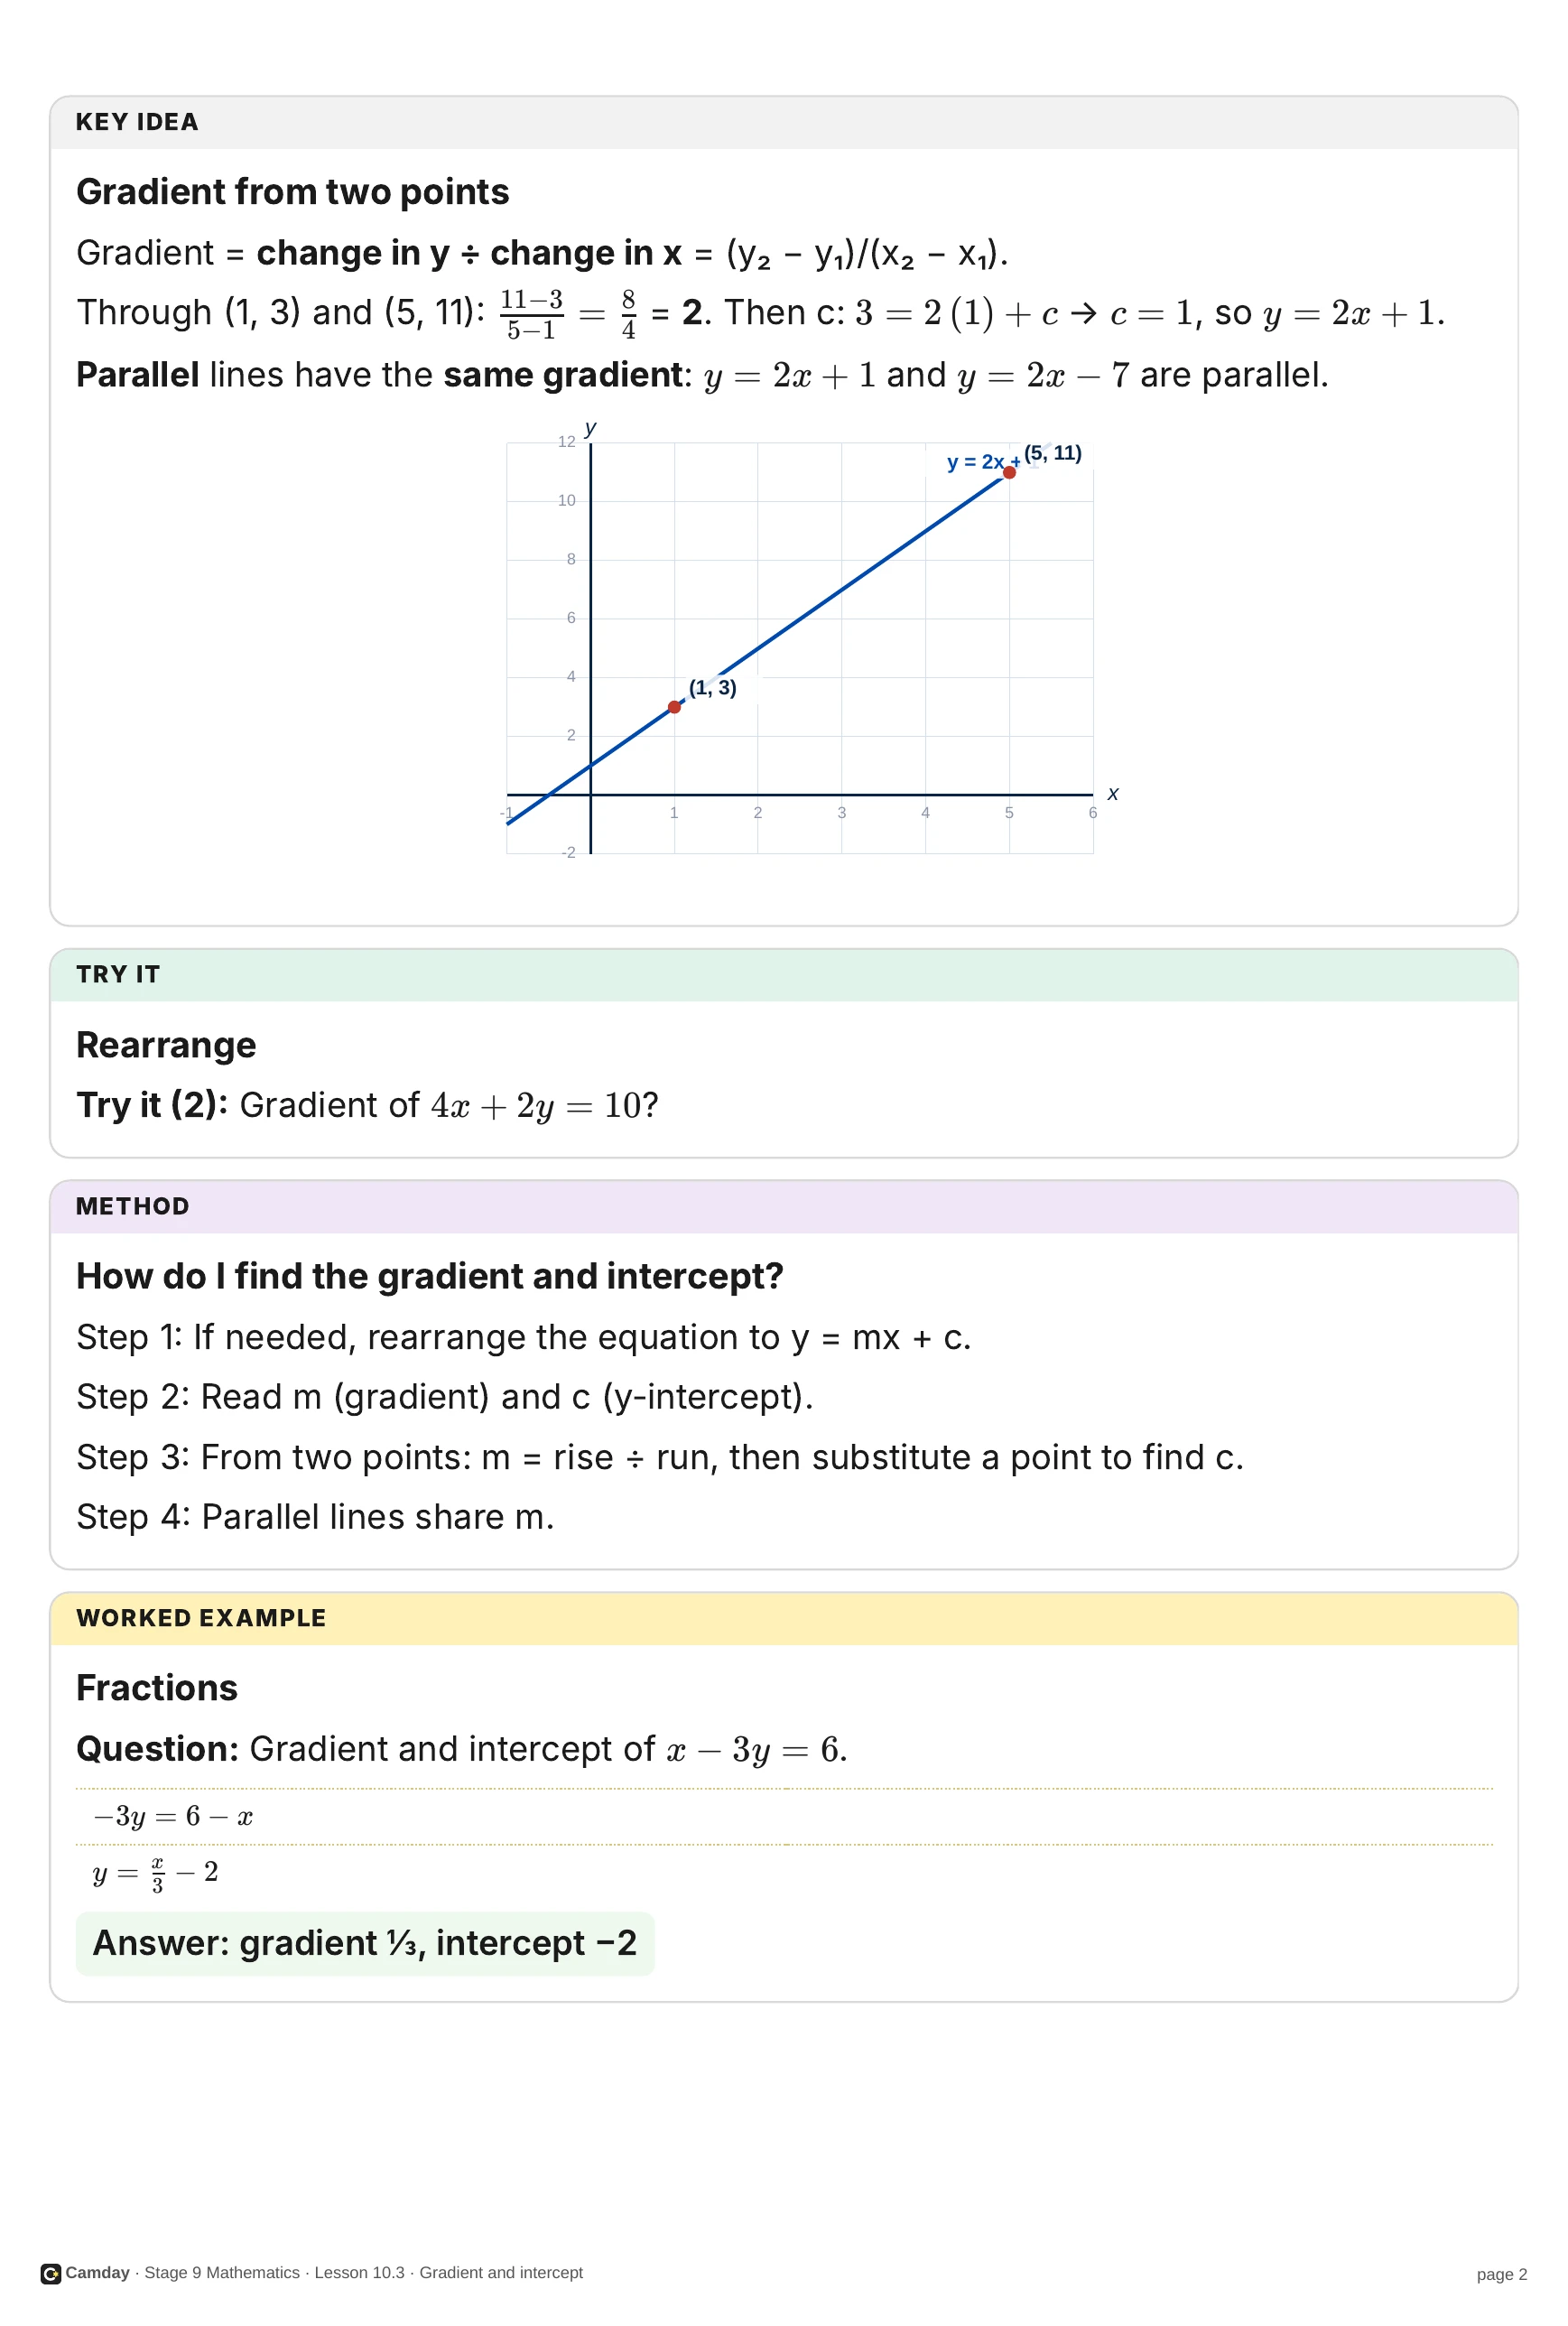 KEY IDEA
Gradient from two points
Gradient = change in y ÷ change in x = (y₂ − y₁)/(x₂ − x₁).
Through (1, 3) and (5, 11): \frac{11−3}{5−1} = \frac{8}{4} = 2. Then c: 3 = 2 (1) + c → c = 1, so y = 2x + 1.
Parallel lines have the same gradient: y = 2x + 1 and y = 2x − 7 are parallel.
y
12
y = 2x +
(5, 11)
10
8
6
4
(1, 3)
2
x
-1 1 2 3 4 5 6
-2
TRY IT
Rearrange
Try it (2): Gradient of 4x + 2y = 10?
METHOD
How do I find the gradient and intercept?
Step 1: If needed, rearrange the equation to y = mx + c.
Step 2: Read m (gradient) and c (y-intercept).
Step 3: From two points: m = rise ÷ run, then substitute a point to find c.
Step 4: Parallel lines share m.
WORKED EXAMPLE
Fractions
Question: Gradient and intercept of x − 3y = 6.
−3y = 6 − x
y = \frac{x}{3} − 2
Answer: gradient ⅓, intercept −2
Camday · Stage 9 Mathematics · Lesson 10.3 · Gradient and intercept
page 2